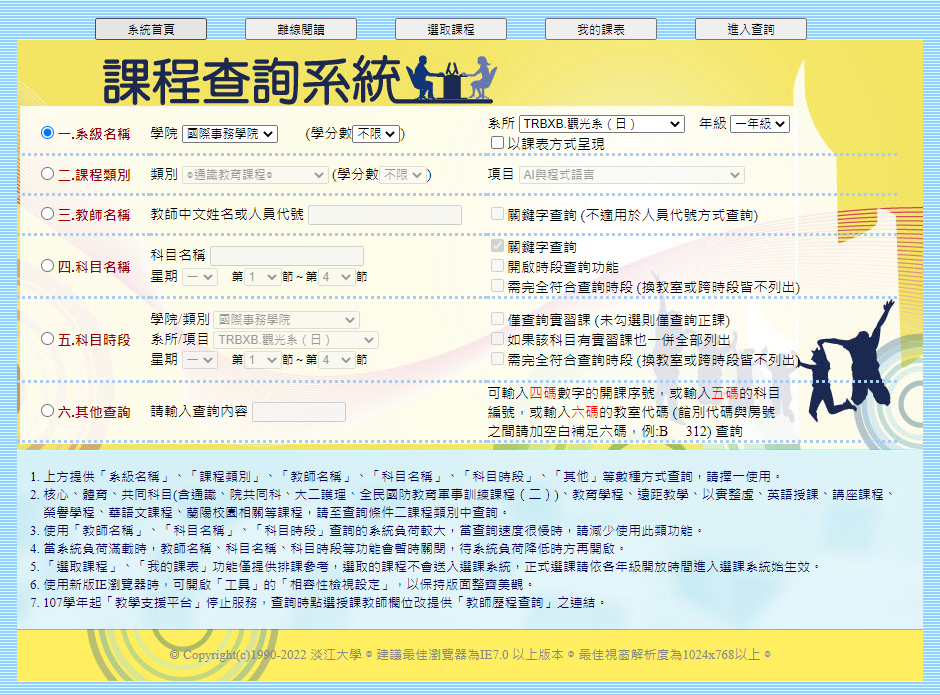 系統首頁 離線閱讀 選取課程 我的課表 進入查詢
課程查詢系統
一.系級名稱 學院 國際事務學院 (學分數 不限 ) 系所 TRBXB.觀光系（日） 年級 一年級
以課表方式呈現
二.課程類別 類別 ◎通識教育課程◎ (學分數 不限 ) 項目 AI與程式語言
三.教師名稱 教師中文姓名或人員代號 關鍵字查詢 (不適用於人員代號方式查詢)
四.科目名稱 科目名稱 關鍵字查詢
開啟時段查詢功能
星期 一 第 1 節~第 4 節
需完全符合查詢時段 (換教室或跨時段皆不列出)
五.科目時段 學院/類別 國際事務學院 僅查詢實習課 (未勾選則僅查詢正課)
系所/項目 TRBXB.觀光系（日） 如果該科目有實習課也一併全部列出
星期 一 第 1 節~第 4 節 需完全符合查詢時段 (換教室或跨時段皆不列出)
六.其他查詢 請輸入查詢內容 可輸入四碼數字的開課序號，或輸入五碼的科目
編號，或輸入六碼的教室代碼 (館別代碼與房號
之間請加空白補足六碼，例:B 312) 查詢
1. 上方提供「系級名稱」、「課程類別」、「教師名稱」、「科目名稱」、「科目時段」、「其他」等數種方式查詢，請擇一使用。
2. 核心、體育、共同科目(含通識、院共同科、大二護理、全民國防教育軍事訓練課程（二）)、教育學程、遠距教學、以實整虛、英語授課、講座課程、
榮譽學程、華語文課程、蘭陽校園相關等課程，請至查詢條件二課程類別中查詢。
3. 使用「教師名稱」、「科目名稱」、「科目時段」查詢的系統負荷較大，當查詢速度很慢時，請減少使用此類功能。
4. 當系統負荷滿載時，教師名稱、科目名稱、科目時段等功能會暫時關閉，待系統負荷降低時方再開啟。
5. 「選取課程」、「我的課表」功能僅提供排課參考，選取的課程不會送入選課系統，正式選課請依各年級開放時間進入選課系統始生效。
6. 使用新版IE瀏覽器時，可開啟「工具」的「相容性檢視設定」，以保持版面整齊美觀。
7. 107學年起「教學支援平台」停止服務，查詢時點選授課教師欄位改提供「教師歷程查詢」之連結。
© Copyright(c)1990-2022 淡江大學 ◎ 建議最佳瀏覽器為IE7.0 以上版本 ◎ 最佳視窗解析度為1024x768以上 ◎